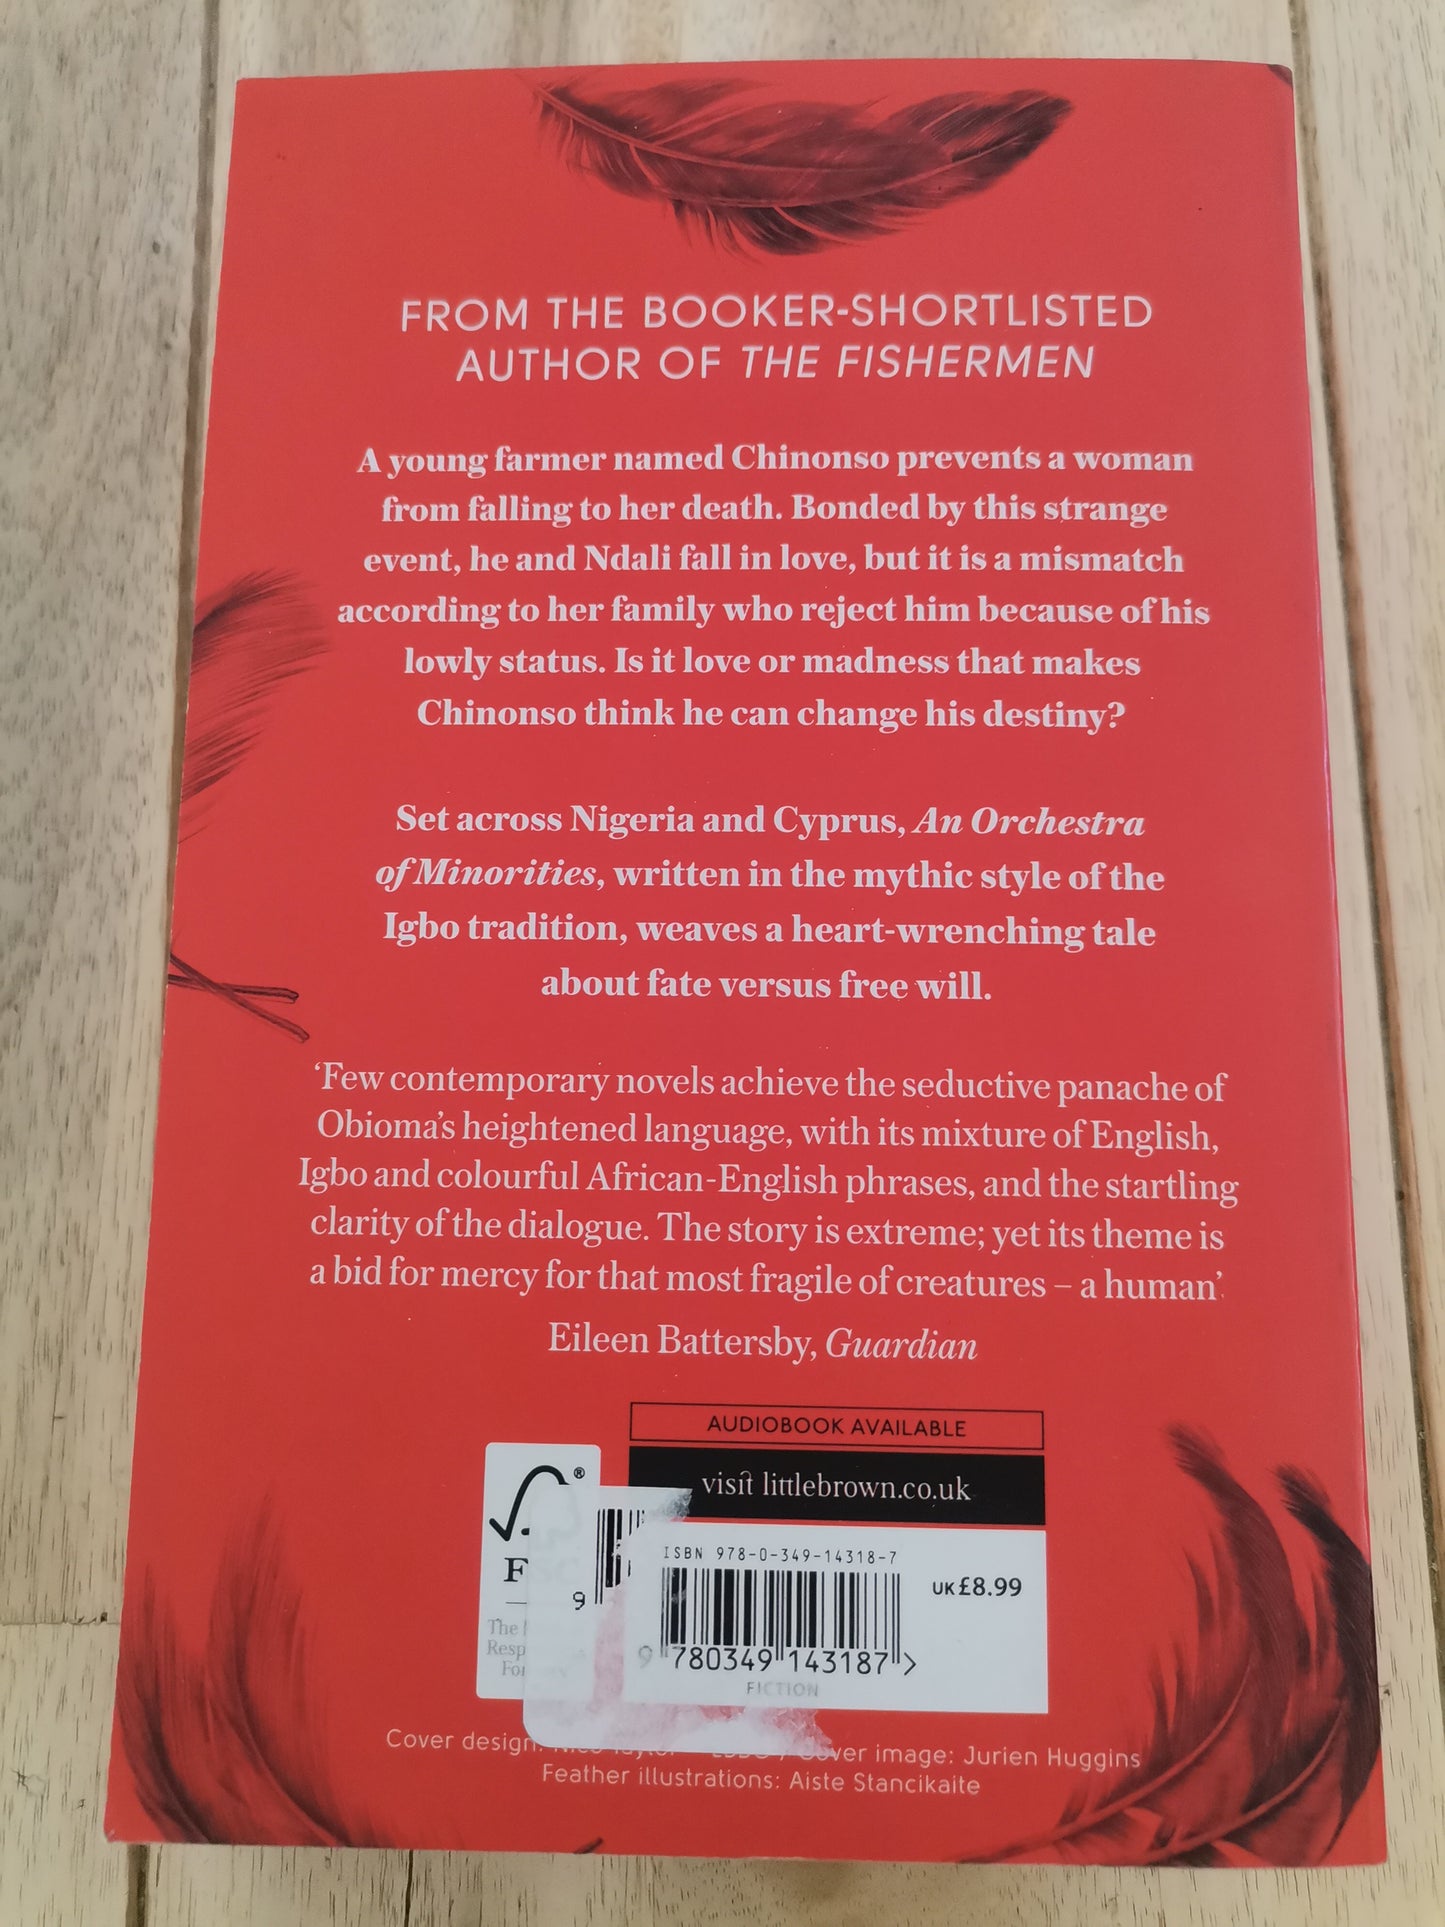 FROM THE BOOKER-SHORTLISTED
AUTHOR OF THE FISHERMEN
A young farmer named Chinonso prevents a woman
from falling to her death. Bonded by this strange
event, he and Ndali fall in love, but it is a mismatch
according to her family who reject him because of his
lowly status. Is it love or madness that makes
Chinonso think he can change his destiny?
Set across Nigeria and Cyprus, An Orchestra
of Minorities, written in the mythic style of the
Igbo tradition, weaves a heart-wrenching tale
about fate versus free will.
‘Few contemporary novels achieve the seductive panache of
Obioma’s heightened language, with its mixture of English,
Igbo and colourful African-English phrases, and the startling
clarity of the dialogue. The story is extreme; yet its theme is
a bid for mercy for that most fragile of creatures – a human’
Eileen Battersby, Guardian
AUDIOBOOK AVAILABLE
visit littlebrown.co.uk
®
The
9
ISBN 978-0-349-14318-7
UK £8.99
9 780349 143187 >
FICTION
Cover design: Cover image: Jurien Huggins
Feather illustrations: Aiste Stancikaite